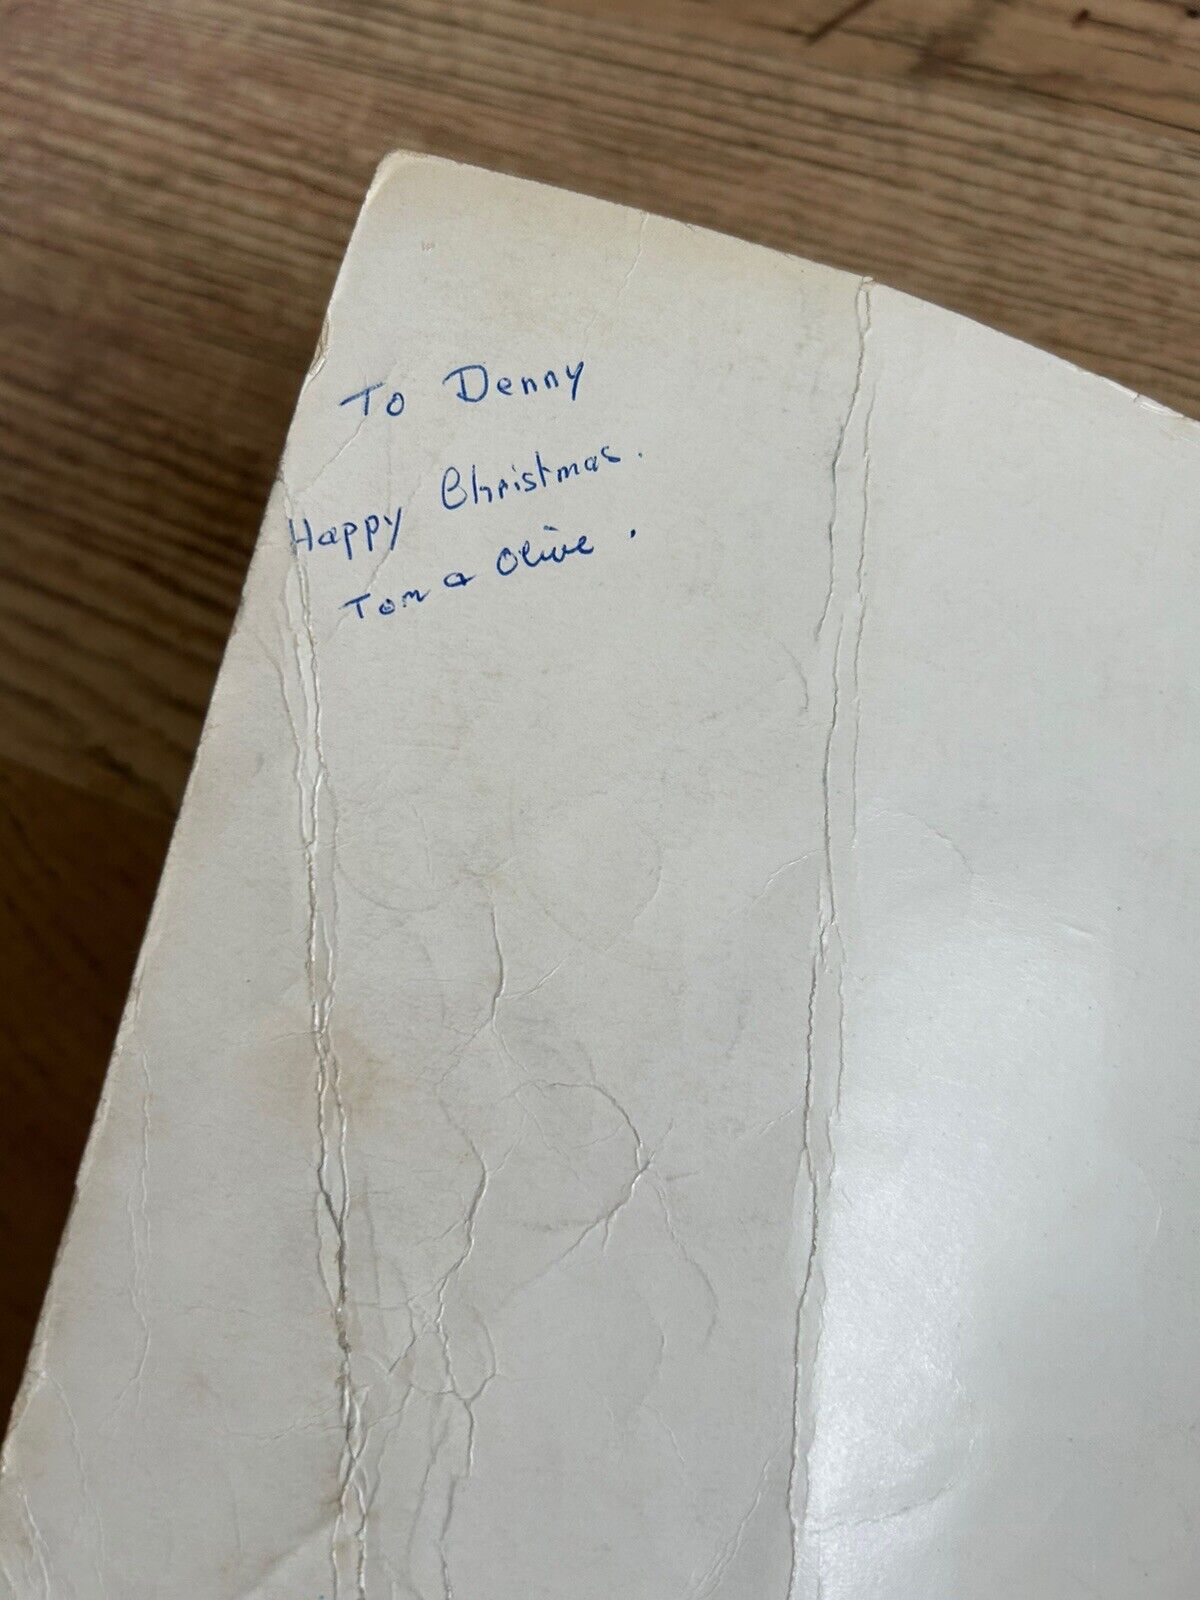 To Denny
Happy Christmas.
Tom & Olive.